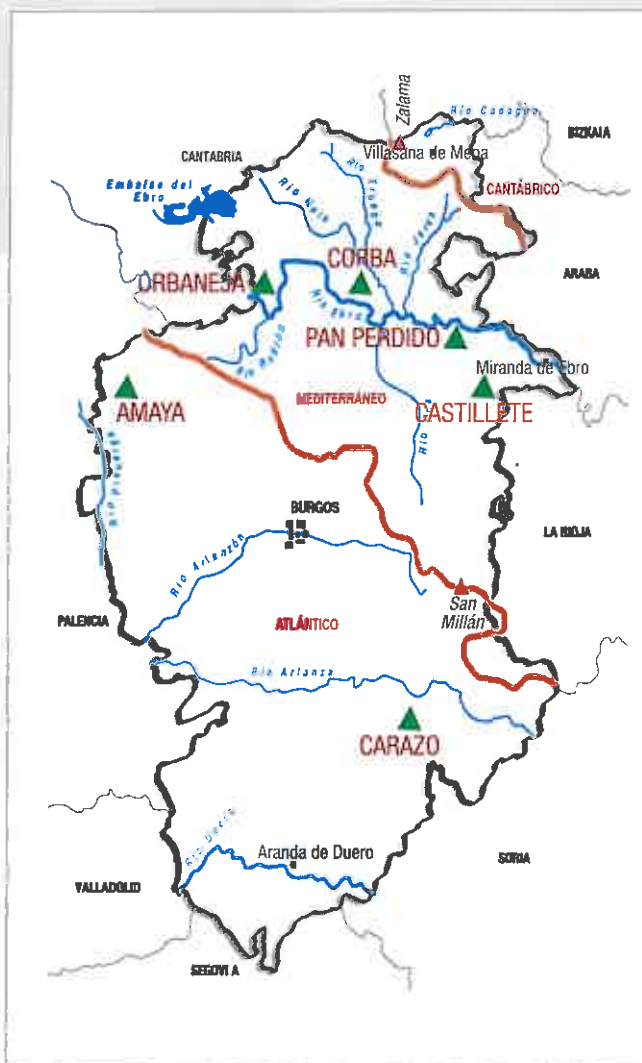 Zalama
Río Cadagua
BIZKAIA
Villasana de Mena
CANTABRIA
CANTÁBRICO
Embalse del
Ebro
Río Nela
Río Trueba
Río Jerea
ARABA
ORBANEJA
CORBA
Río Ebro
PAN PERDIDO
Río Rudrón
Miranda de Ebro
MEDITERRÁNEO
AMAYA
CASTILLETE
Río Pisuerga
Río
BURGOS
LA RIOJA
Río Arlanzón
San
Millán
PALENCIA
ATLÁNTICO
Río Arlanza
CARAZO
Río Duero
Aranda de Duero
SORIA
VALLADOLID
SEGOVIA